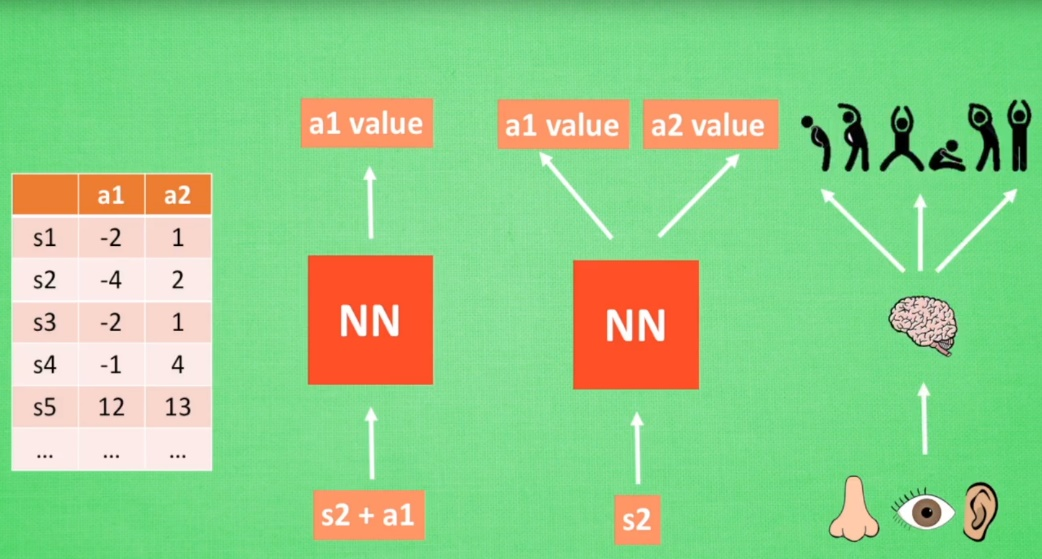 a1 a2
s1 -2 1
s2 -4 2
s3 -2 1
s4 -1 4
s5 12 13
... ... ...
a1 value
NN
s2 + a1
a1 value a2 value
NN
s2